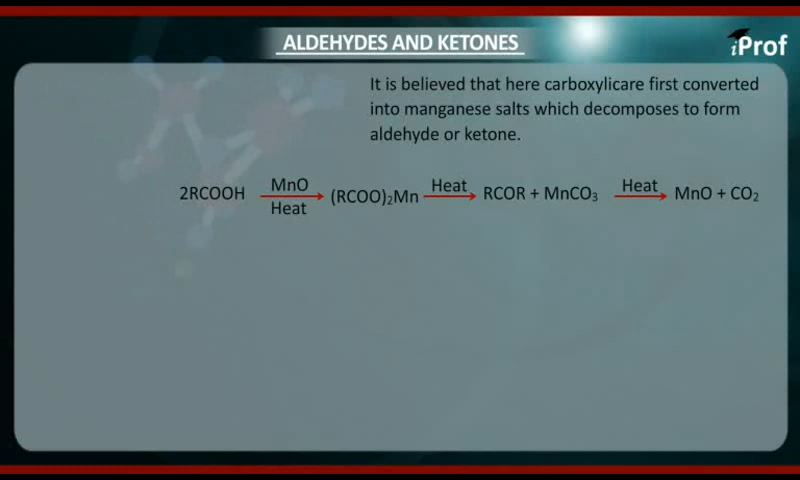 ALDEHYDES AND KETONES
iProf
It is believed that here carboxylicare first converted
into manganese salts which decomposes to form
aldehyde or ketone.
2RCOOH MnO Heat (RCOO)₂Mn Heat RCOR + MnCO₃ Heat MnO + CO₂